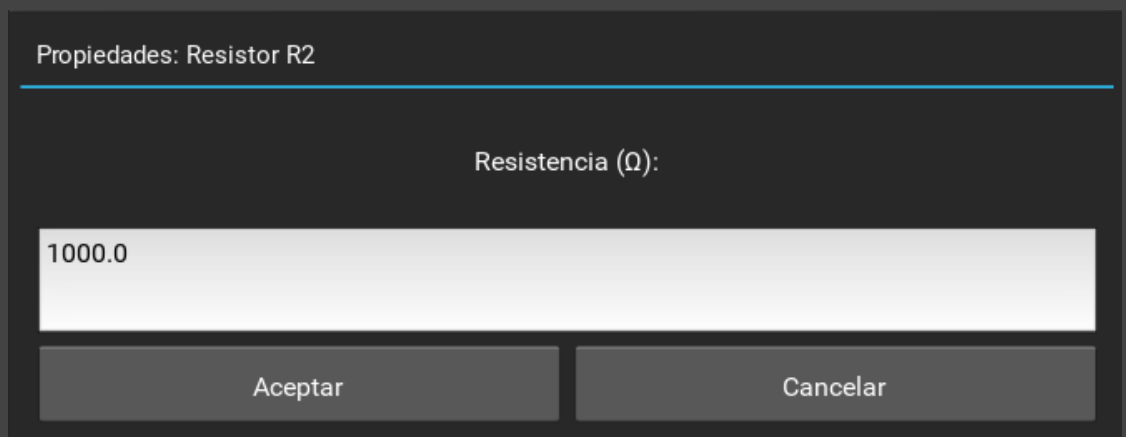 Propiedades: Resistor R2
Resistencia (Ω):
1000.0
Aceptar
Cancelar